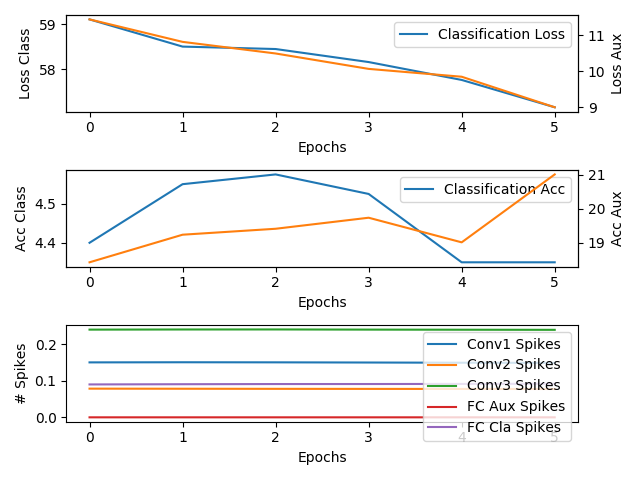 59
58
Loss Class
Classification Loss
11
10
9
Loss Aux
0 1 2 3 4 5
Epochs
4.5
4.4
Acc Class
Classification Acc
21
20
19
Acc Aux
0 1 2 3 4 5
Epochs
0.2
0.1
0.0
# Spikes
Conv1 Spikes
Conv2 Spikes
Conv3 Spikes
FC Aux Spikes
FC Cla Spikes
0 1 2 3 4 5
Epochs